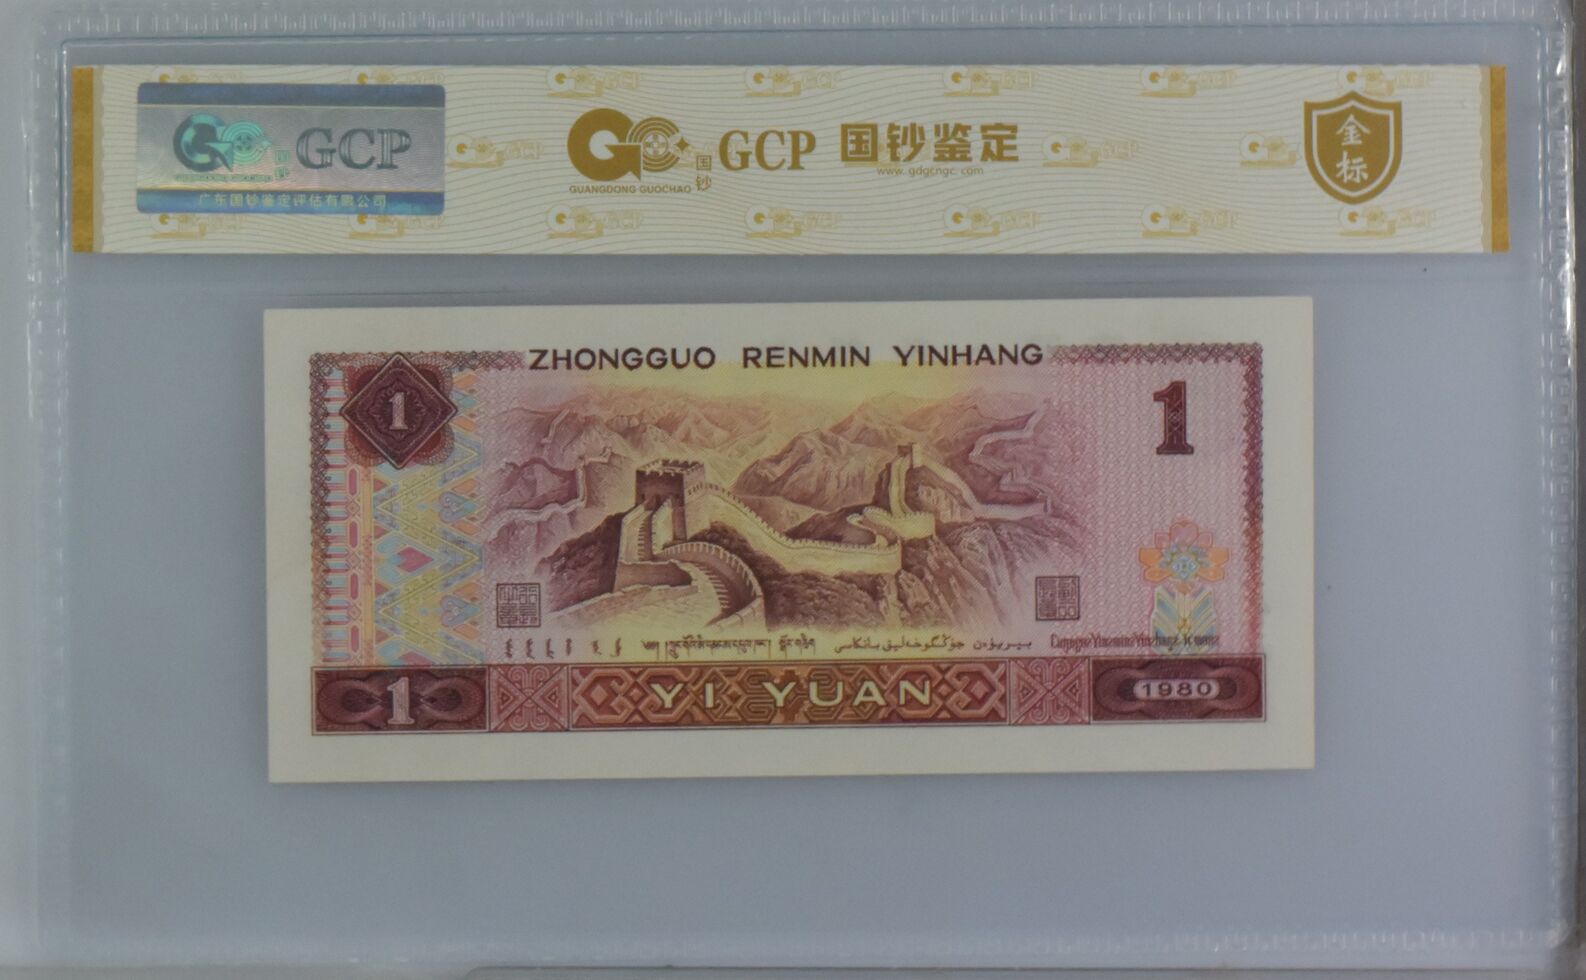 GCP
广东国钞鉴定评估有限公司
GUANGDONG GUOCHAO
国钞
GCP 国钞鉴定
www.gdgcngc.com
金标
ZHONGGUO RENMIN YINHANG
1
1
YI YUAN
1
1980